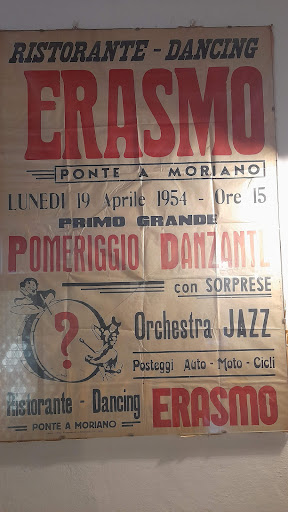 RISTORANTE - DANCING
ERASMO
PONTE A MORIANO
LUNEDI 19 Aprile 1954 - Ore 15
PRIMO GRANDE
POMERIGGIO DANZANTE
con SORPRESE
?
Orchestra JAZZ
Posteggi Auto - Moto - Cicli
Ristorante - Dancing
PONTE A MORIANO
ERASMO